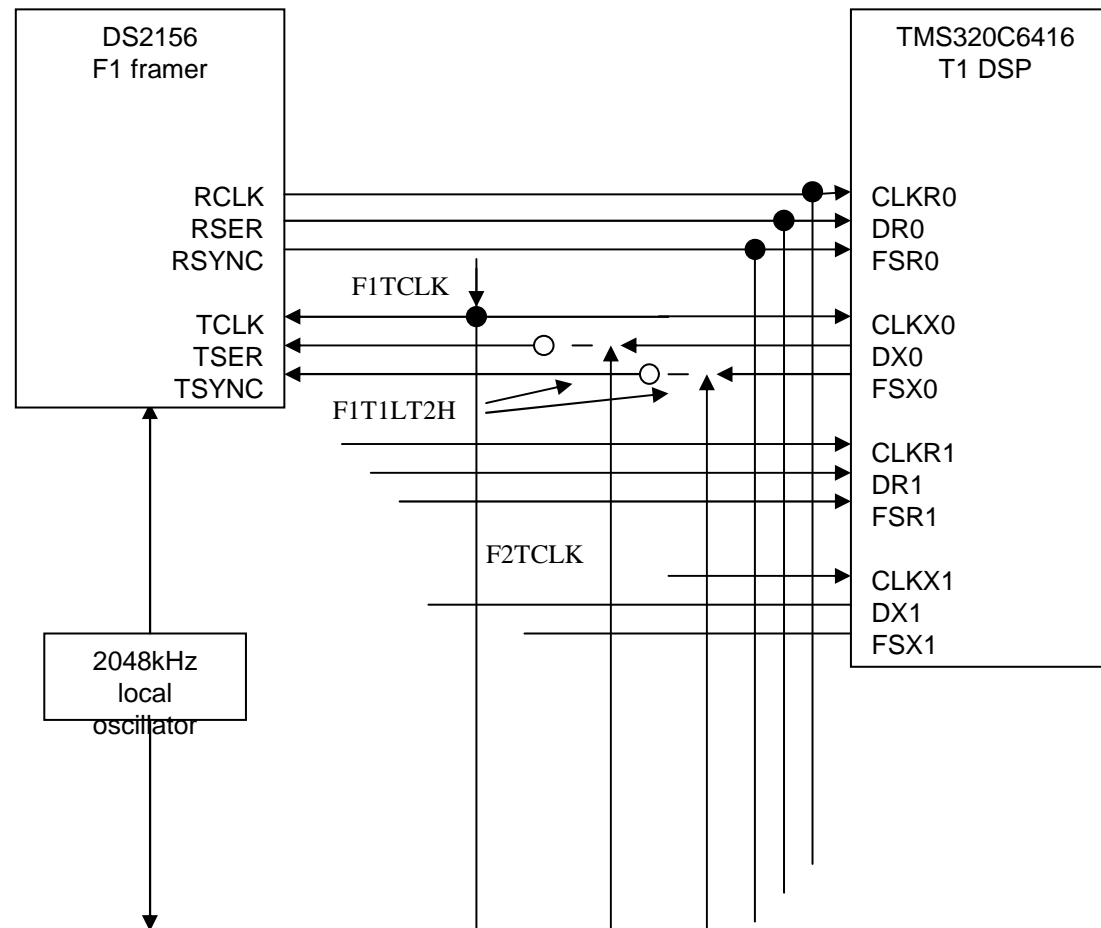 DS2156
F1 framer
TMS320C6416
T1 DSP
RCLK
RSER
RSYNC
TCLK
TSER
TSYNC
CLKR0
DR0
FSR0
CLKX0
DX0
FSX0
CLKR1
DR1
FSR1
CLKX1
DX1
FSX1
F1TCLK
F1T1LT2H
F2TCLK
2048kHz
local
oscillator